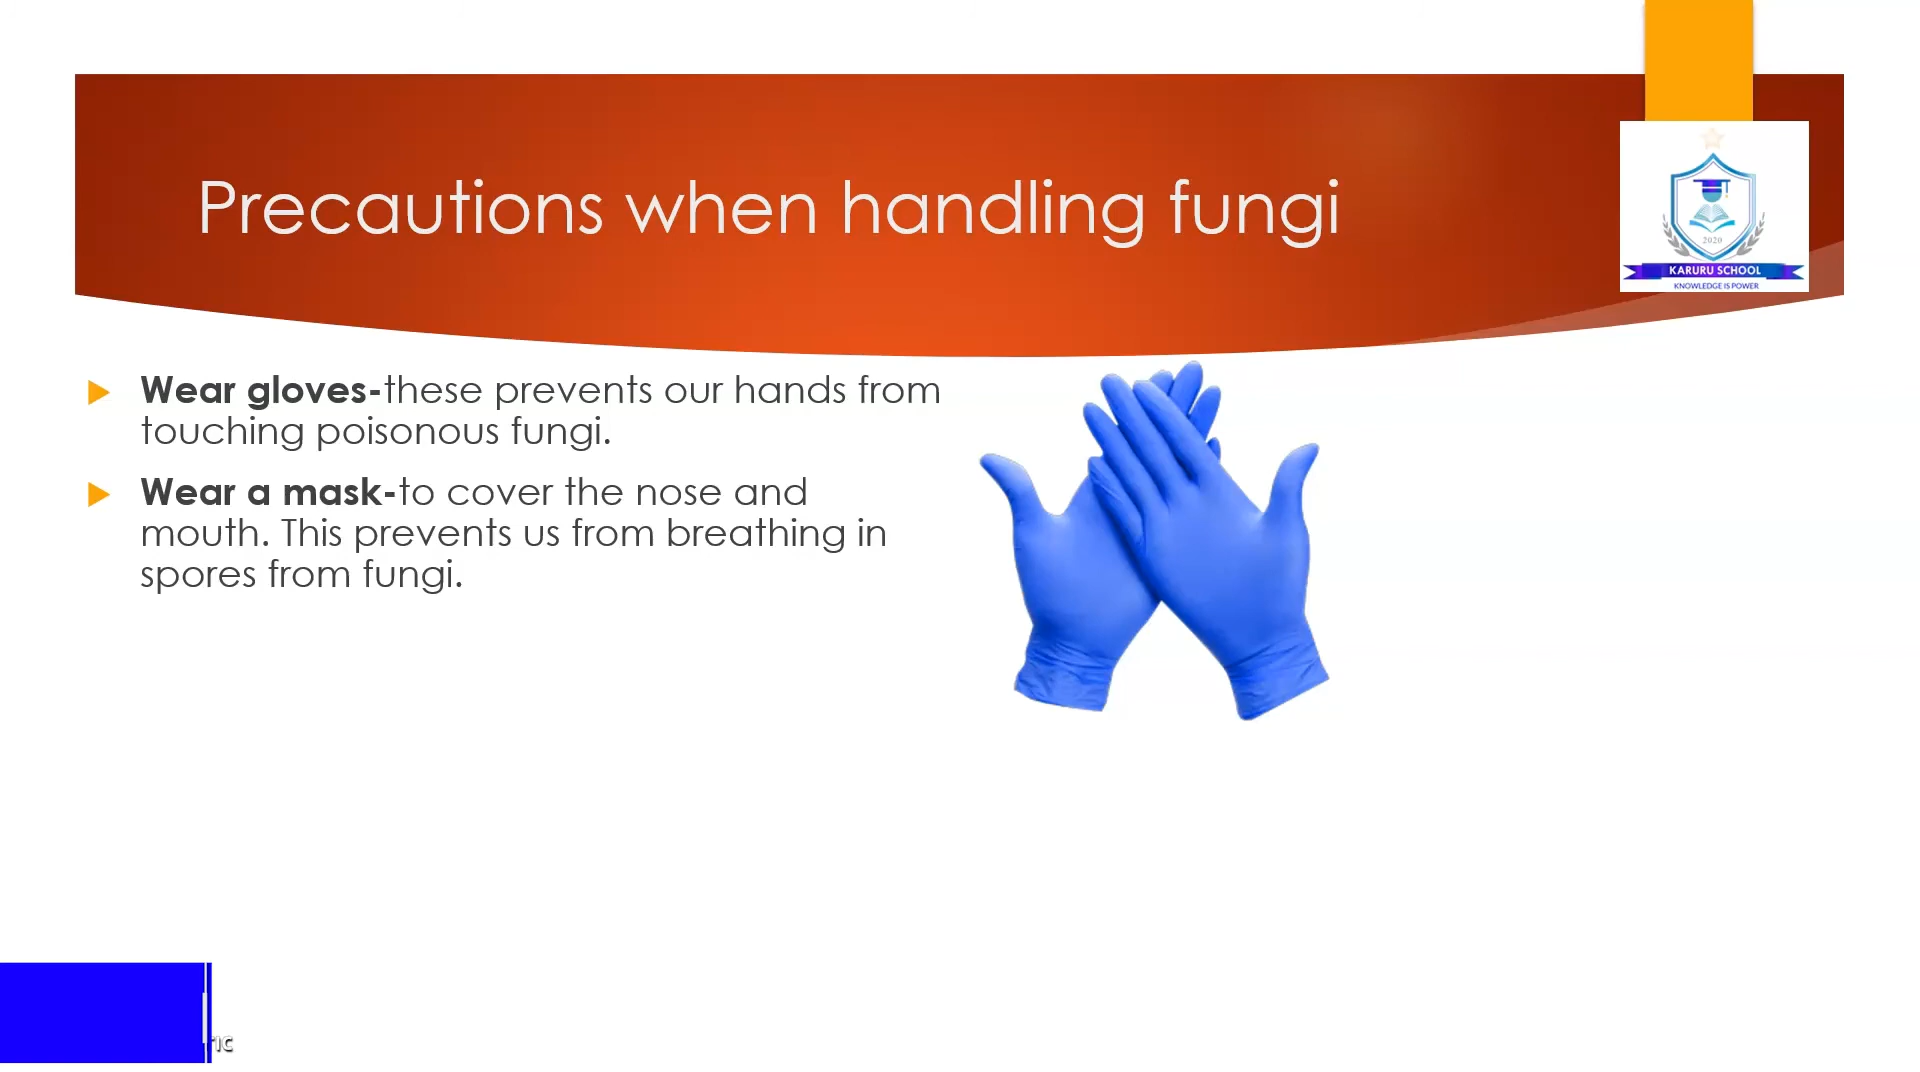 Precautions when handling fungi
2020
KARURU SCHOOL
KNOWLEDGE IS POWER
Wear gloves-these prevents our hands from
touching poisonous fungi.
Wear a mask-to cover the nose and
mouth. This prevents us from breathing in
spores from fungi.